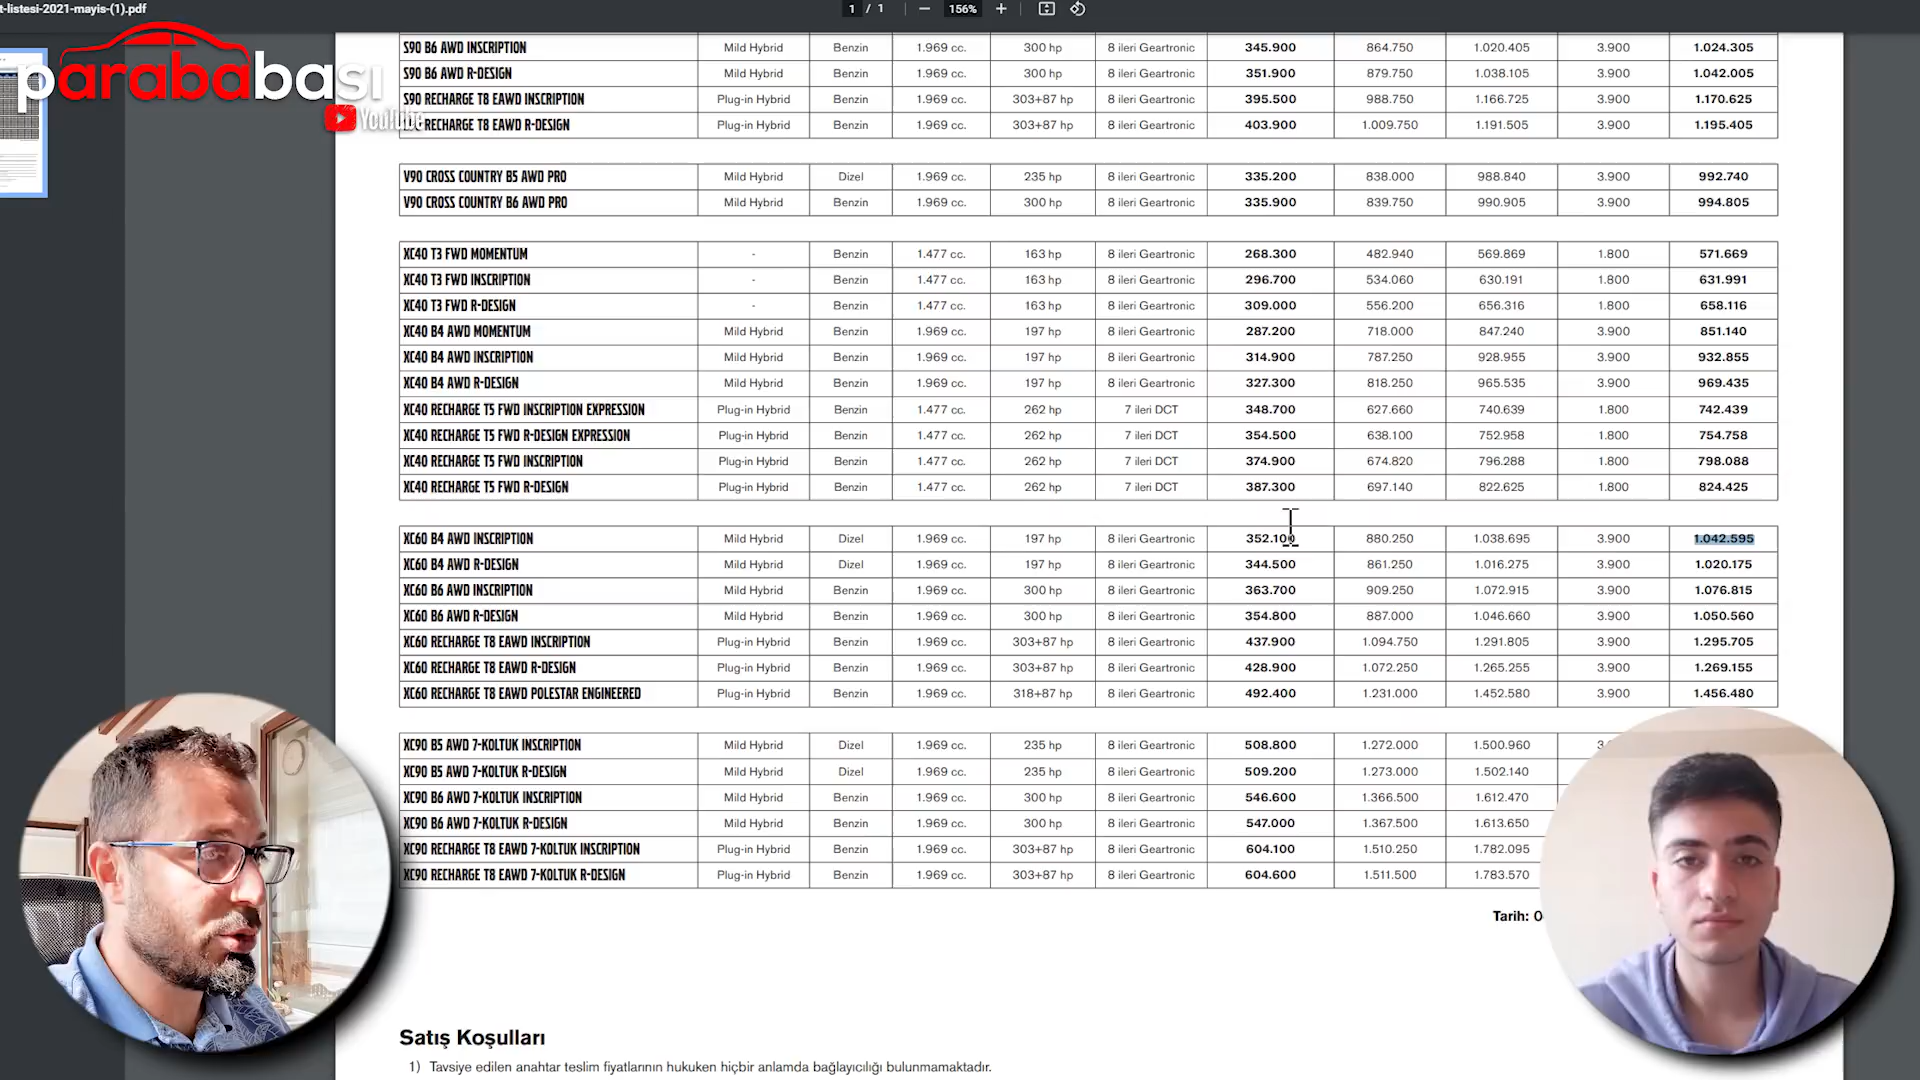 t-listesi-2021-mayis-(1).pdf 1 / 1 — 156% +
parababası
YouTube
S90 B6 AWD INSCRIPTION Mild Hybrid Benzin 1.969 cc. 300 hp 8 ileri Geartronic 345.900 864.750 1.020.405 3.900 1.024.305
S90 B6 AWD R-DESIGN Mild Hybrid Benzin 1.969 cc. 300 hp 8 ileri Geartronic 351.900 879.750 1.038.105 3.900 1.042.005
S90 RECHARGE T8 EAWD INSCRIPTION Plug-in Hybrid Benzin 1.969 cc. 303+87 hp 8 ileri Geartronic 395.500 988.750 1.166.725 3.900 1.170.625
RECHARGE T8 EAWD R-DESIGN Plug-in Hybrid Benzin 1.969 cc. 303+87 hp 8 ileri Geartronic 403.900 1.009.750 1.191.505 3.900 1.195.405
V90 CROSS COUNTRY B5 AWD PRO Mild Hybrid Dizel 1.969 cc. 235 hp 8 ileri Geartronic 335.200 838.000 988.840 3.900 992.740
V90 CROSS COUNTRY B6 AWD PRO Mild Hybrid Benzin 1.969 cc. 300 hp 8 ileri Geartronic 335.900 839.750 990.905 3.900 994.805
XC40 T3 FWD MOMENTUM - Benzin 1.477 cc. 163 hp 8 ileri Geartronic 268.300 482.940 569.869 1.800 571.669
XC40 T3 FWD INSCRIPTION - Benzin 1.477 cc. 163 hp 8 ileri Geartronic 296.700 534.060 630.191 1.800 631.991
XC40 T3 FWD R-DESIGN - Benzin 1.477 cc. 163 hp 8 ileri Geartronic 309.000 556.200 656.316 1.800 658.116
XC40 B4 AWD MOMENTUM Mild Hybrid Benzin 1.969 cc. 197 hp 8 ileri Geartronic 287.200 718.000 847.240 3.900 851.140
XC40 B4 AWD INSCRIPTION Mild Hybrid Benzin 1.969 cc. 197 hp 8 ileri Geartronic 314.900 787.250 928.955 3.900 932.855
XC40 B4 AWD R-DESIGN Mild Hybrid Benzin 1.969 cc. 197 hp 8 ileri Geartronic 327.300 818.250 965.535 3.900 969.435
XC40 RECHARGE T5 FWD INSCRIPTION EXPRESSION Plug-in Hybrid Benzin 1.477 cc. 262 hp 7 ileri DCT 348.700 627.660 740.639 1.800 742.439
XC40 RECHARGE T5 FWD R-DESIGN EXPRESSION Plug-in Hybrid Benzin 1.477 cc. 262 hp 7 ileri DCT 354.500 638.100 752.958 1.800 754.758
XC40 RECHARGE T5 FWD INSCRIPTION Plug-in Hybrid Benzin 1.477 cc. 262 hp 7 ileri DCT 374.900 674.820 796.288 1.800 798.088
XC40 RECHARGE T5 FWD R-DESIGN Plug-in Hybrid Benzin 1.477 cc. 262 hp 7 ileri DCT 387.300 697.140 822.625 1.800 824.425
XC60 B4 AWD INSCRIPTION Mild Hybrid Dizel 1.969 cc. 197 hp 8 ileri Geartronic 352.100 880.250 1.038.695 3.900 1.042.595
XC60 B4 AWD R-DESIGN Mild Hybrid Dizel 1.969 cc. 197 hp 8 ileri Geartronic 344.500 861.250 1.016.275 3.900 1.020.175
XC60 B6 AWD INSCRIPTION Mild Hybrid Benzin 1.969 cc. 300 hp 8 ileri Geartronic 363.700 909.250 1.072.915 3.900 1.076.815
XC60 B6 AWD R-DESIGN Mild Hybrid Benzin 1.969 cc. 300 hp 8 ileri Geartronic 354.800 887.000 1.046.660 3.900 1.050.560
XC60 RECHARGE T8 EAWD INSCRIPTION Plug-in Hybrid Benzin 1.969 cc. 303+87 hp 8 ileri Geartronic 437.900 1.094.750 1.291.805 3.900 1.295.705
XC60 RECHARGE T8 EAWD R-DESIGN Plug-in Hybrid Benzin 1.969 cc. 303+87 hp 8 ileri Geartronic 428.900 1.072.250 1.265.255 3.900 1.269.155
XC60 RECHARGE T8 EAWD POLESTAR ENGINEERED Plug-in Hybrid Benzin 1.969 cc. 318+87 hp 8 ileri Geartronic 492.400 1.231.000 1.452.580 3.900 1.456.480
XC90 B5 AWD 7-KOLTUK INSCRIPTION Mild Hybrid Dizel 1.969 cc. 235 hp 8 ileri Geartronic 508.800 1.272.000 1.500.960
XC90 B5 AWD 7-KOLTUK R-DESIGN Mild Hybrid Dizel 1.969 cc. 235 hp 8 ileri Geartronic 509.200 1.273.000 1.502.140
XC90 B6 AWD 7-KOLTUK INSCRIPTION Mild Hybrid Benzin 1.969 cc. 300 hp 8 ileri Geartronic 546.600 1.366.500 1.612.470
XC90 B6 AWD 7-KOLTUK R-DESIGN Mild Hybrid Benzin 1.969 cc. 300 hp 8 ileri Geartronic 547.000 1.367.500 1.613.650
XC90 RECHARGE T8 EAWD 7-KOLTUK INSCRIPTION Plug-in Hybrid Benzin 1.969 cc. 303+87 hp 8 ileri Geartronic 604.100 1.510.250 1.782.095
XC90 RECHARGE T8 EAWD 7-KOLTUK R-DESIGN Plug-in Hybrid Benzin 1.969 cc. 303+87 hp 8 ileri Geartronic 604.600 1.511.500 1.783.570
Tarih:
Satış Koşulları
1) Tavsiye edilen anahtar teslim fiyatlarının hukuken hiçbir anlamda bağlayıcılığı bulunmamaktadır.